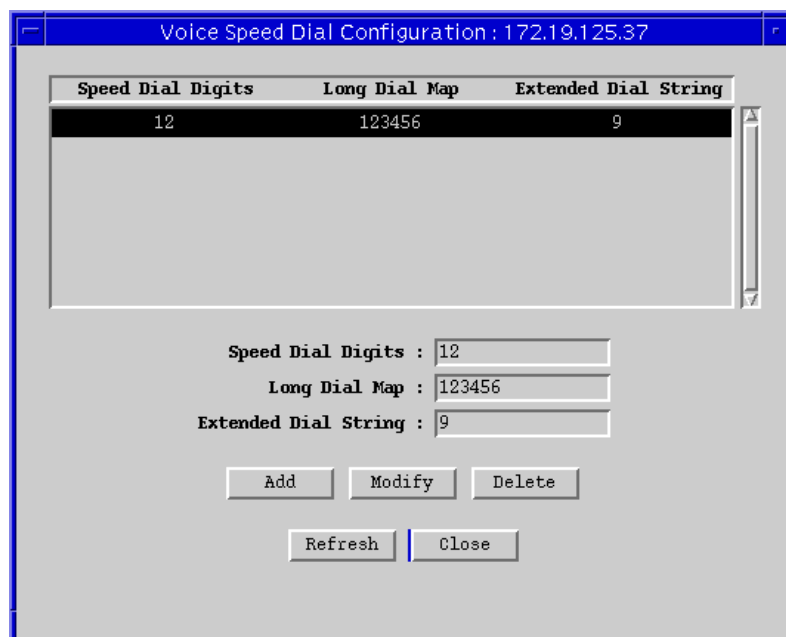 Voice Speed Dial Configuration : 172.19.125.37
Speed Dial Digits Long Dial Map Extended Dial String
12 123456 9
Speed Dial Digits : 12
Long Dial Map : 123456
Extended Dial String : 9
Add Modify Delete
Refresh Close